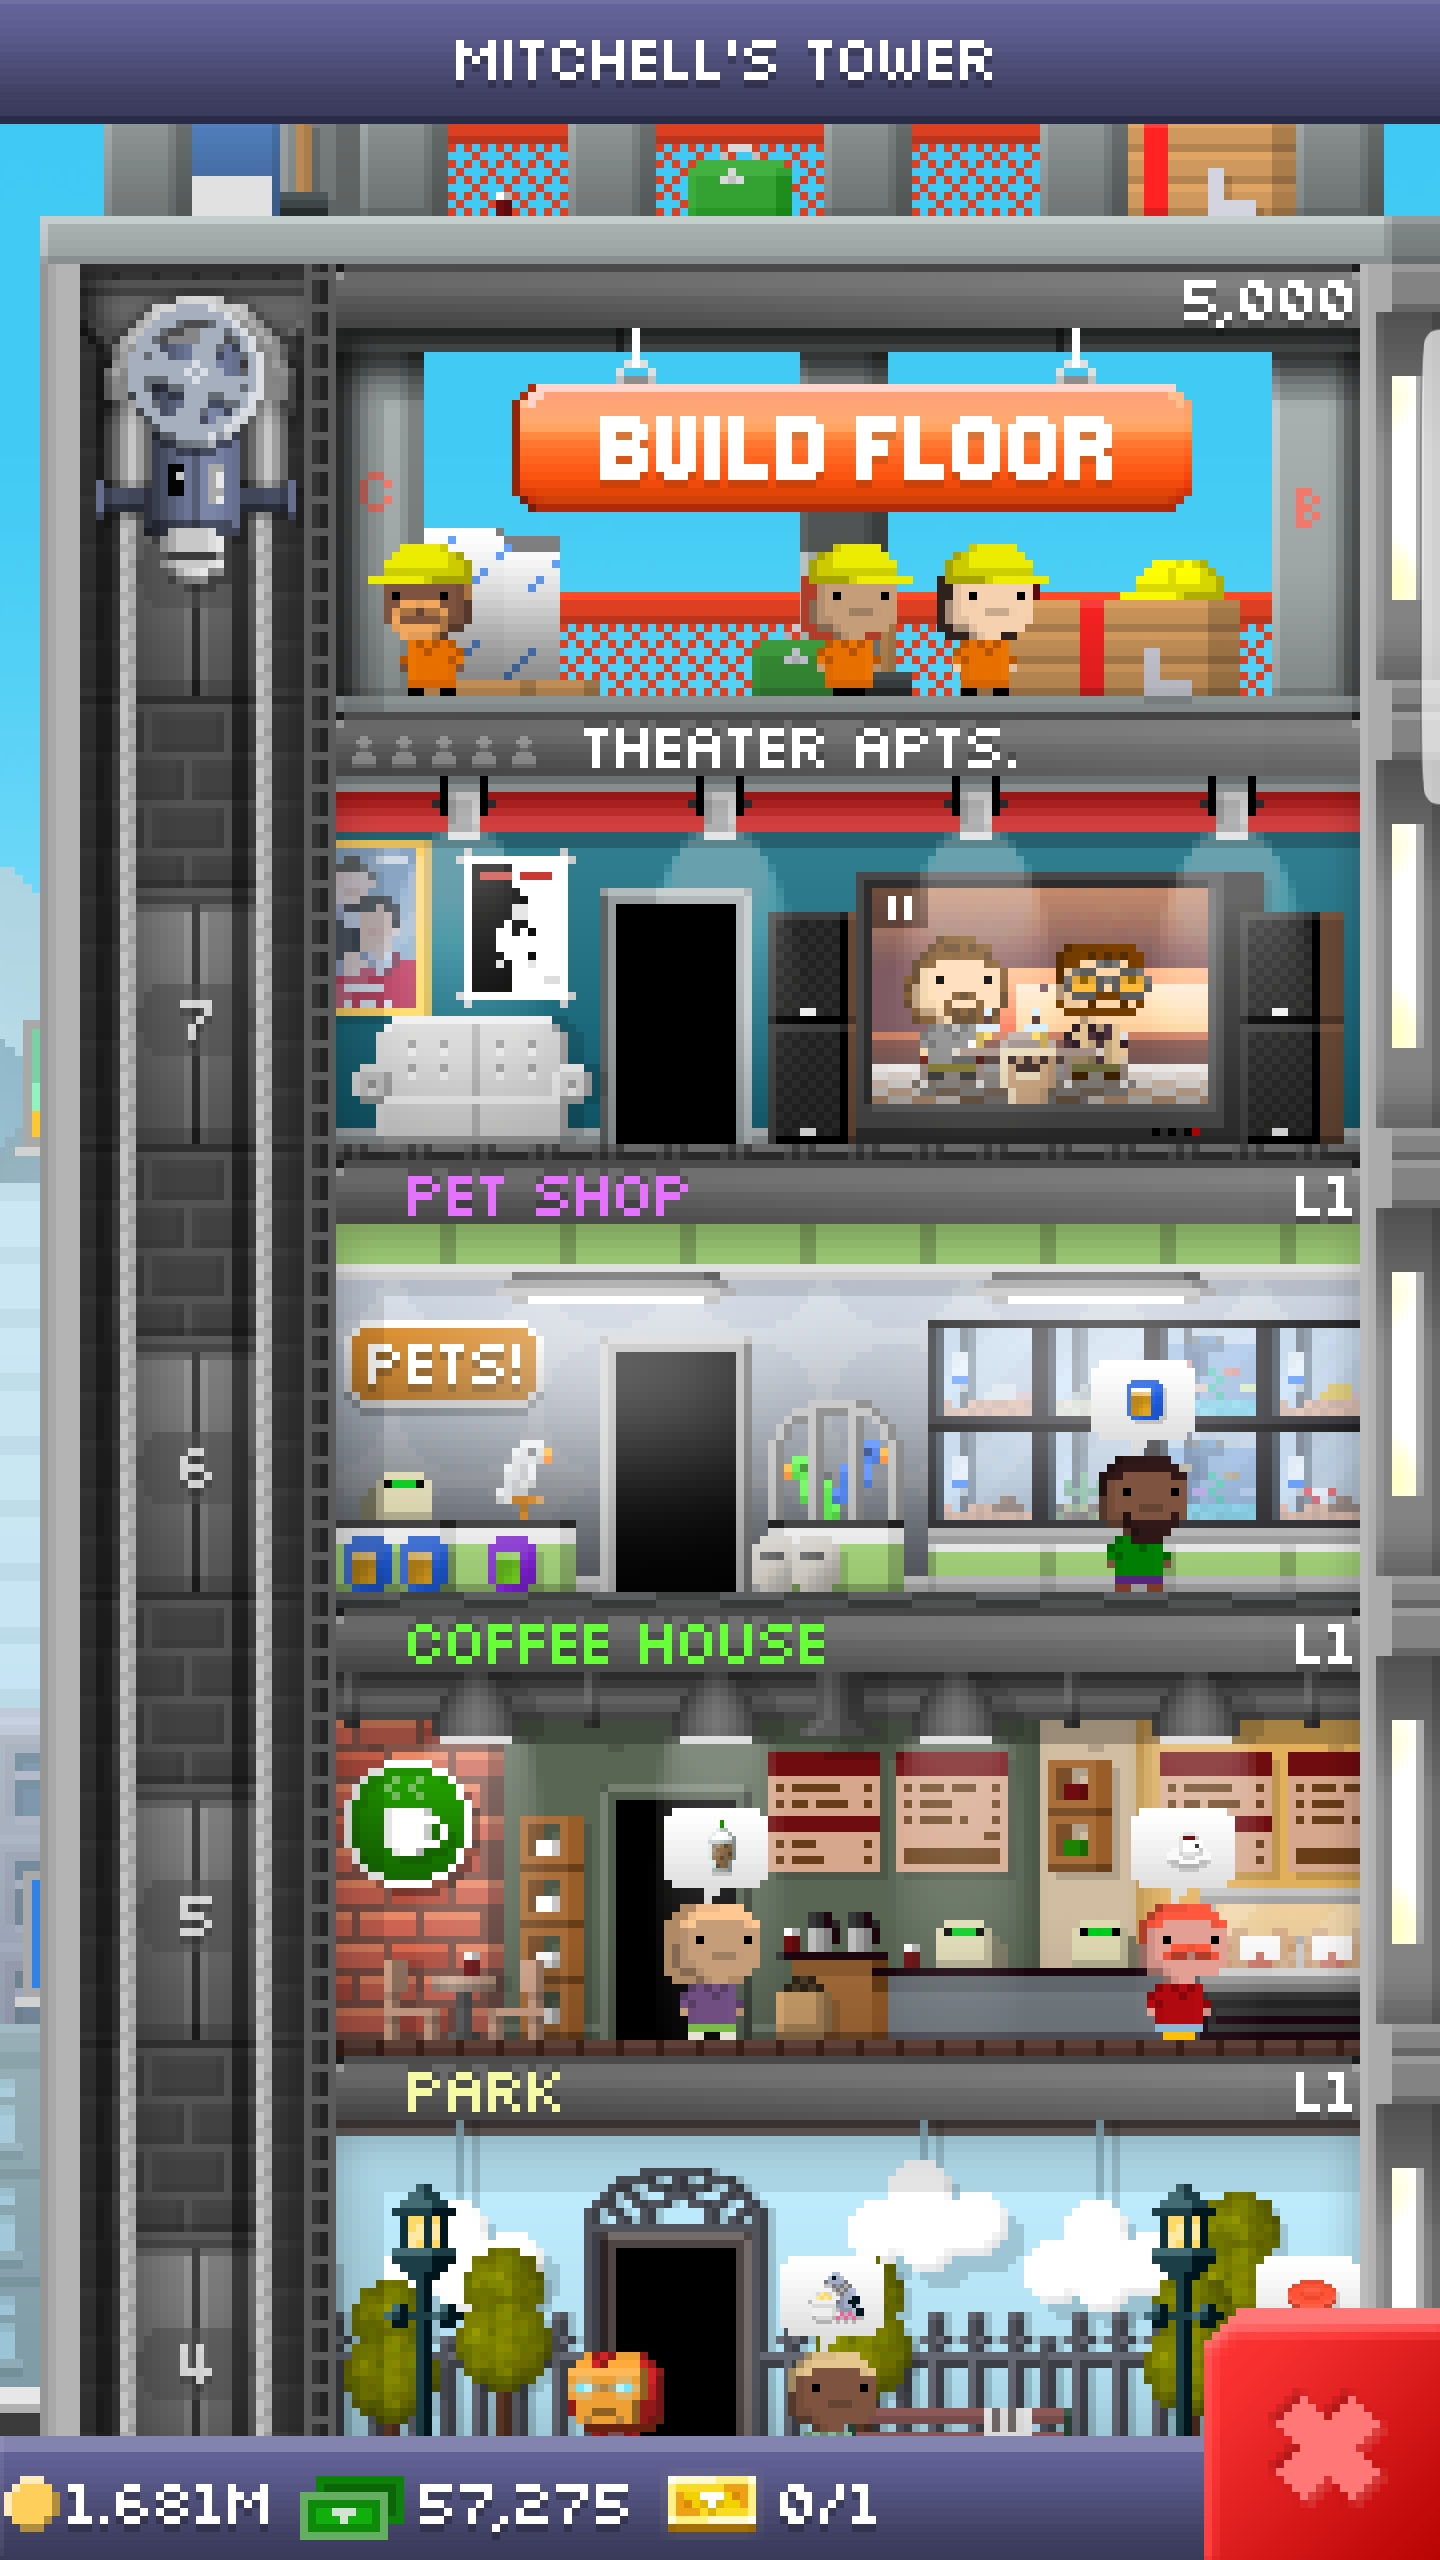 MITCHELL'S TOWER
5,000
BUILD FLOOR
C
B
THEATER APTS.
7
PET SHOP L1
PETS!
6
COFFEE HOUSE L1
5
PARK L1
4
1.681M 57,275 0/1